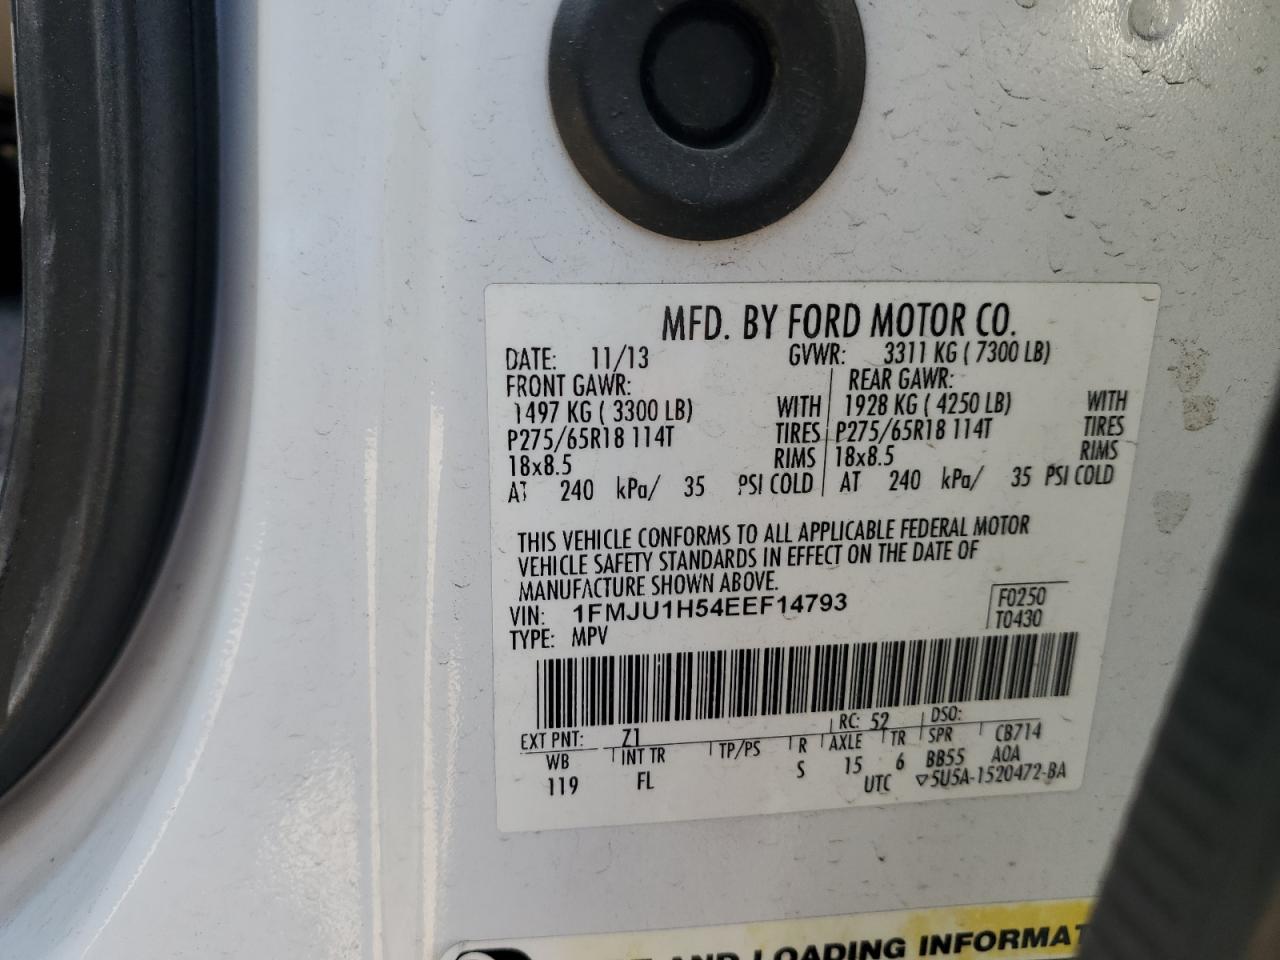 MFD. BY FORD MOTOR CO.
DATE: 11/13 GVWR: 3311 KG ( 7300 LB)
FRONT GAWR: REAR GAWR:
1497 KG ( 3300 LB) WITH 1928 KG ( 4250 LB) WITH
P275/65R18 114T TIRES P275/65R18 114T TIRES
18x8.5 RIMS 18x8.5 RIMS
AT 240 kPa/ 35 PSI COLD AT 240 kPa/ 35 PSI COLD
THIS VEHICLE CONFORMS TO ALL APPLICABLE FEDERAL MOTOR
VEHICLE SAFETY STANDARDS IN EFFECT ON THE DATE OF
MANUFACTURE SHOWN ABOVE.
VIN: 1FMJU1H54EEF14793 F0250
TYPE: MPV T0430
EXT PNT: Z1 RC: 52 DSO:
WB INT TR TP/PS R AXLE TR SPR CB714
119 FL S 15 6 BB55 AOA
UTC ▽5U5A-1520472-BA
AND LOADING INFORMAT